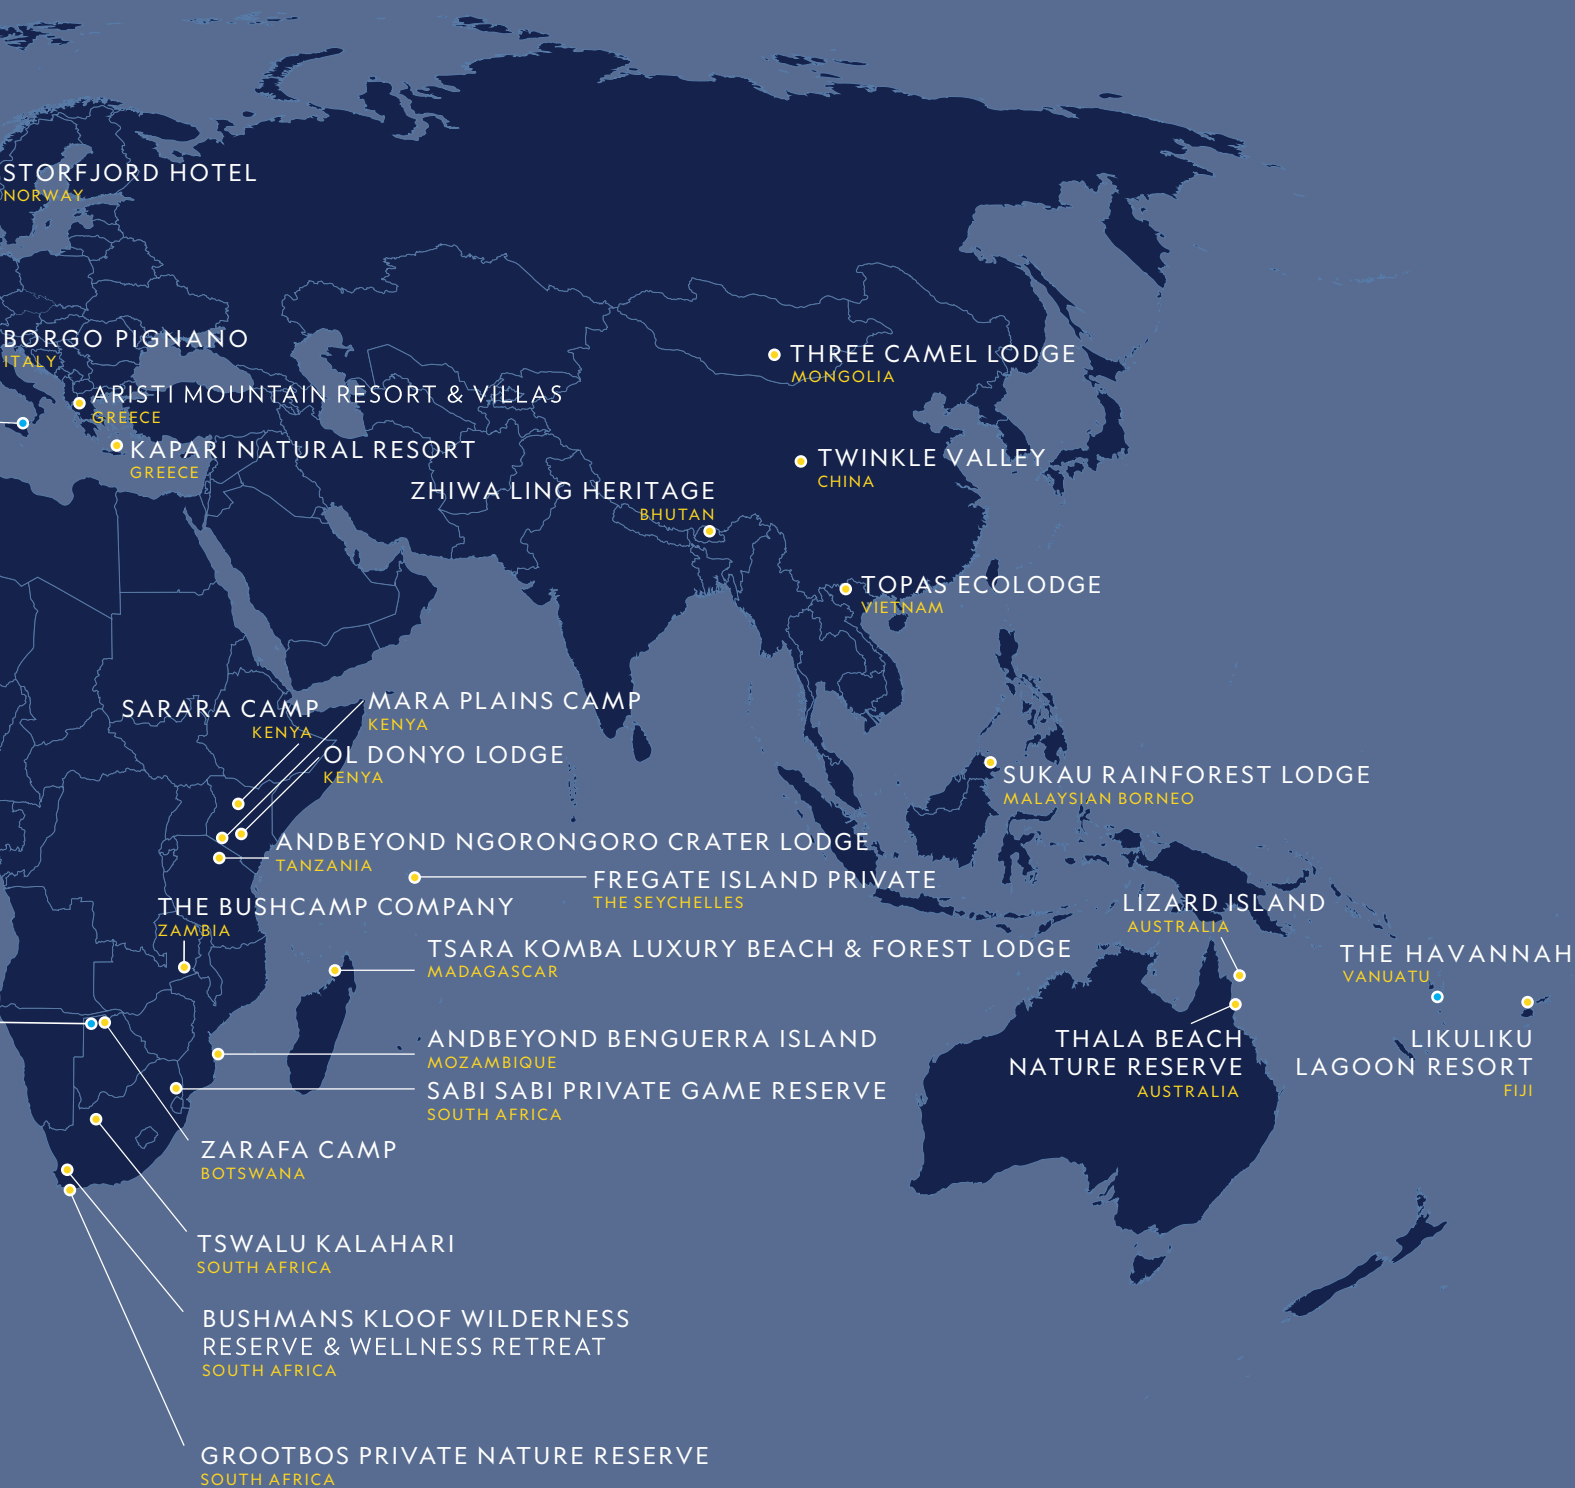 STORFJORD HOTEL
NORWAY
BORGO PIGNANO
ITALY
ARISTI MOUNTAIN RESORT & VILLAS
GREECE
KAPARI NATURAL RESORT
GREECE
THREE CAMEL LODGE
MONGOLIA
TWINKLE VALLEY
CHINA
ZHIWA LING HERITAGE
BHUTAN
TOPAS ECOLODGE
VIETNAM
SARARA CAMP
KENYA
MARA PLAINS CAMP
KENYA
OL DONYO LODGE
KENYA
SUKAU RAINFOREST LODGE
MALAYSIAN BORNEO
ANDBEYOND NGORONGORO CRATER LODGE
TANZANIA
FREGATE ISLAND PRIVATE
THE SEYCHELLES
THE BUSHCAMP COMPANY
ZAMBIA
LIZARD ISLAND
AUSTRALIA
TSARA KOMBA LUXURY BEACH & FOREST LODGE
MADAGASCAR
THE HAVANNAH
VANUATU
ANDBEYOND BENGUERRA ISLAND
MOZAMBIQUE
THALA BEACH
NATURE RESERVE
AUSTRALIA
LIKULIKU
LAGOON RESORT
FIJI
SABI SABI PRIVATE GAME RESERVE
SOUTH AFRICA
ZARAFA CAMP
BOTSWANA
TSWALU KALAHARI
SOUTH AFRICA
BUSHMANS KLOOF WILDERNESS
RESERVE & WELLNESS RETREAT
SOUTH AFRICA
GROOTBOS PRIVATE NATURE RESERVE
SOUTH AFRICA